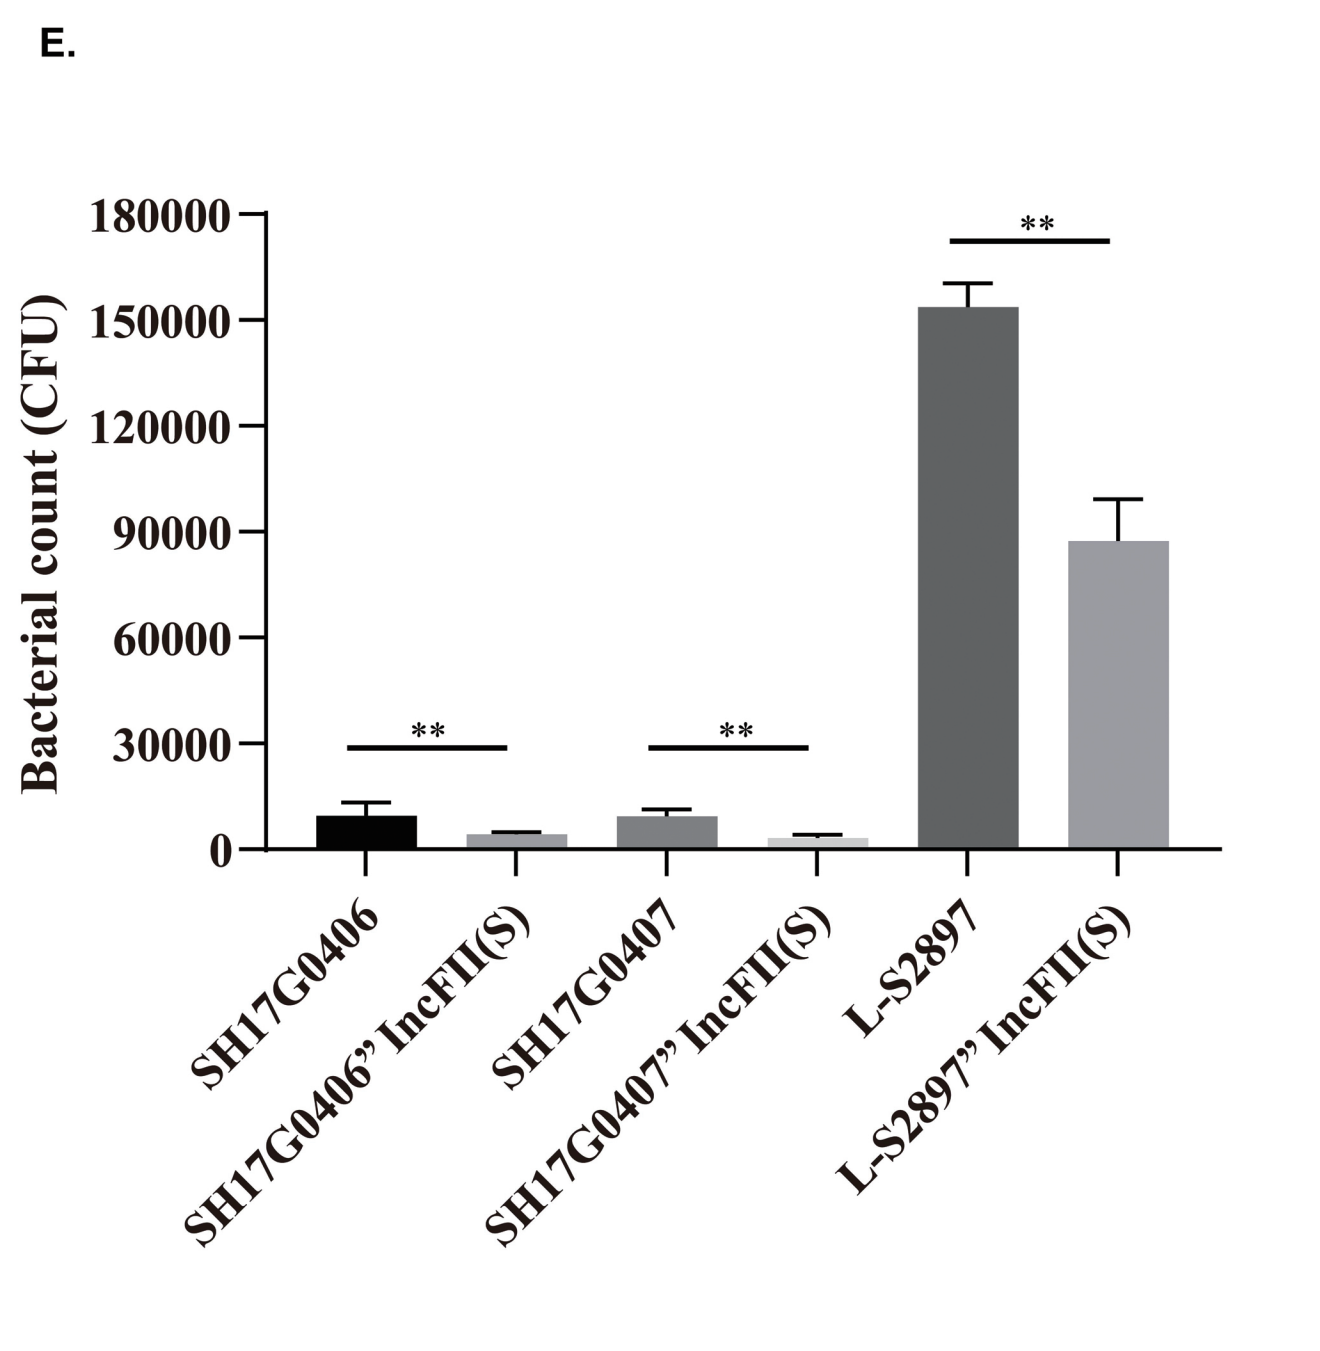 E.
Bacterial count (CFU)
180000
150000
120000
90000
60000
30000
0
**
**
**
SH17G0406
SH17G0406” IncFII(S)
SH17G0407
SH17G0407” IncFII(S)
L-S2897
L-S2897” IncFII(S)